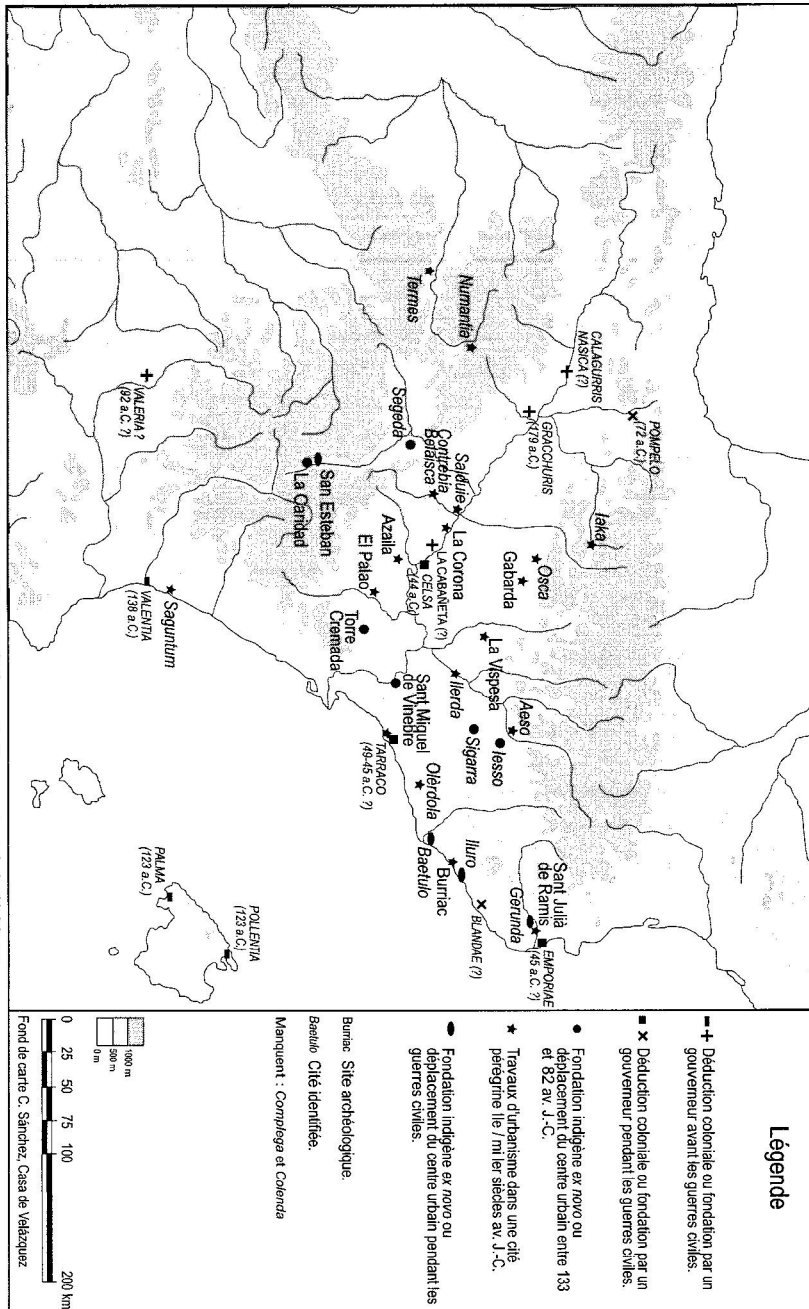 Légende
Déduction coloniale ou fondation par un
gouverneur avant les guerres civiles.
Déduction coloniale ou fondation par un
gouverneur pendant les guerres civiles.
Fondation indigène ex novo ou
déplacement du centre urbain entre 133
et 82 av. J.-C.
Travaux d'urbanisme dans une cité
pérégrine IIe / mi Ier siècles av. J.-C.
Fondation indigène ex novo ou
déplacement du centre urbain pendant les
guerres civiles.
Burriac Site archéologique.
Baetulo Cité identifiée.
Manquent : Complega et Colenda
1000 m
500 m
0 m
0 25 50 75 100 200 km
Fond de carte C. Sánchez, Casa de Velázquez
POMPELO
(72 a.C.)
CALAGURRIS
NASICA (?)
GRACCHURIS
(179 a.C.)
Iaka
Numantia
Termes
Osca
Gabarda
Salduie
Contrebia
Belaisca
Segeda
La Corona
LA CABAÑETA (?)
CELSA
(44 a.C.)
Azaila
El Palao
San Esteban
La Caridad
Torre
Cremada
VALERIA ?
(92 a.C. ?)
VALENTIA
(138 a.C.)
Saguntum
La Vispesa
Ilerda
Aeso
Iesso
Sigarra
Sant Miquel
de Vinebre
TARRACO
(49-45 a.C. ?)
Olèrdola
Baetulo
Iluro
Burriac
BLANDAE (?)
Sant Julià
de Ramis
Gerunda
EMPORIAE
(45 a.C. ?)
PALMA
(123 a.C.)
POLLENTIA
(123 a.C.)